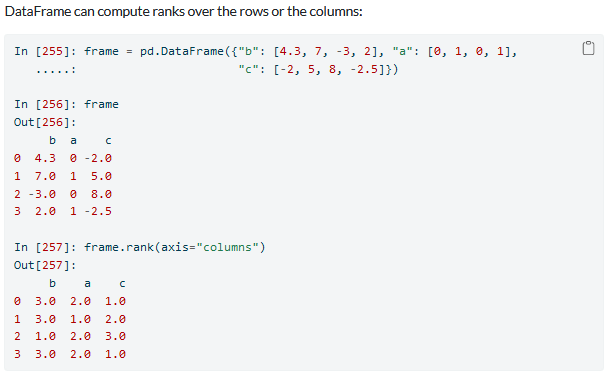 DataFrame can compute ranks over the rows or the columns:
In [255]: frame = pd.DataFrame({"b": [4.3, 7, -3, 2], "a": [0, 1, 0, 1],
.....:                       "c": [-2, 5, 8, -2.5]})
In [256]: frame
Out[256]:
     b  a    c
0  4.3  0 -2.0
1  7.0  1  5.0
2 -3.0  0  8.0
3  2.0  1 -2.5
In [257]: frame.rank(axis="columns")
Out[257]:
     b    a    c
0  3.0  2.0  1.0
1  3.0  1.0  2.0
2  1.0  2.0  3.0
3  3.0  2.0  1.0